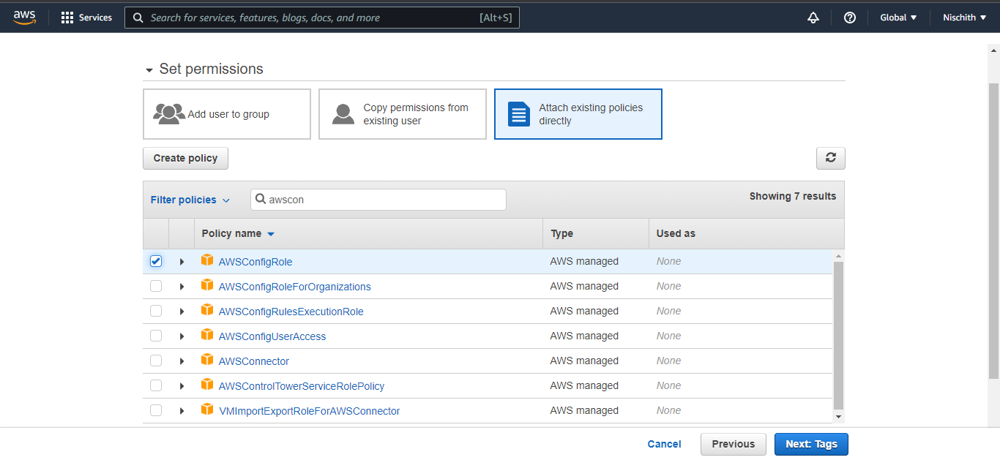 aws Services Search for services, features, blogs, docs, and more [Alt+S] Global Nischith
Set permissions
Add user to group
Copy permissions from
existing user
Attach existing policies
directly
Create policy
Filter policies awscon Showing 7 results
Policy name Type Used as
AWSConfigRole AWS managed None
AWSConfigRoleForOrganizations AWS managed None
AWSConfigRulesExecutionRole AWS managed None
AWSConfigUserAccess AWS managed None
AWSConnector AWS managed None
AWSControlTowerServiceRolePolicy AWS managed None
VMImportExportRoleForAWSConnector AWS managed None
Cancel Previous Next: Tags